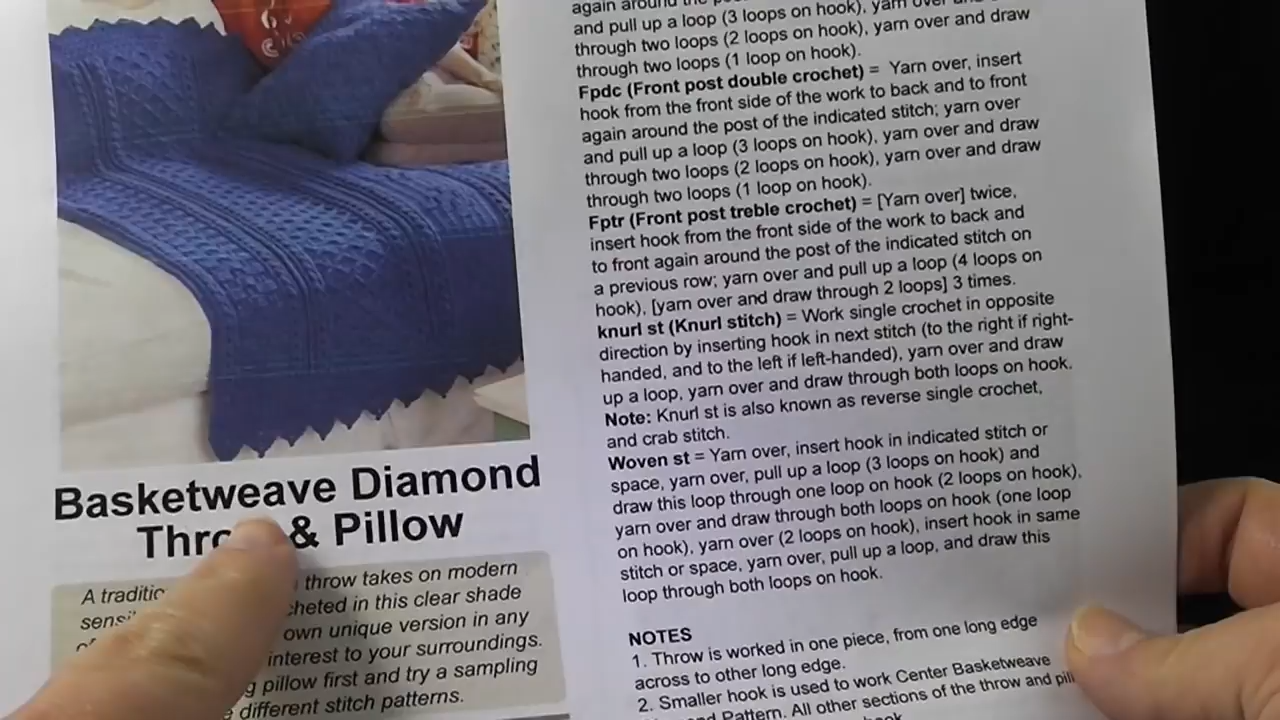 Basketweave Diamond
& Pillow
throw takes on modern
in this clear shade
own unique version in any
interest to your surroundings.
pillow first and try a sampling
different stitch patterns.
again around the
and pull up a loop (3 loops on hook), yarn over
through two loops (2 loops on hook), yarn over and draw
through two loops (1 loop on hook).
Fpdc (Front post double crochet) = Yarn over, insert
hook from the front side of the work to back and to front
again around the post of the indicated stitch; yarn over
and pull up a loop (3 loops on hook), yarn over and draw
through two loops (2 loops on hook), yarn over and draw
through two loops (1 loop on hook).
Fptr (Front post treble crochet) = [Yarn over] twice,
insert hook from the front side of the work to back and
to front again around the post of the indicated stitch on
a previous row; yarn over and pull up a loop (4 loops on
hook), [yarn over and draw through 2 loops] 3 times.
knurl st (Knurl stitch) = Work single crochet in opposite
direction by inserting hook in next stitch (to the right if right-
handed, and to the left if left-handed), yarn over and draw
up a loop, yarn over and draw through both loops on hook.
Note: Knurl st is also known as reverse single crochet,
and crab stitch.
Woven st = Yarn over, insert hook in indicated stitch or
space, yarn over, pull up a loop (3 loops on hook) and
draw this loop through one loop on hook (2 loops on hook),
yarn over and draw through both loops on hook (one loop
on hook), yarn over (2 loops on hook), insert hook in same
stitch or space, yarn over, pull up a loop, and draw this
loop through both loops on hook.
NOTES
1. Throw is worked in one piece, from one long edge
across to other long edge.
2. Smaller hook is used to work Center Basketweave
Pattern. All other sections of the throw and